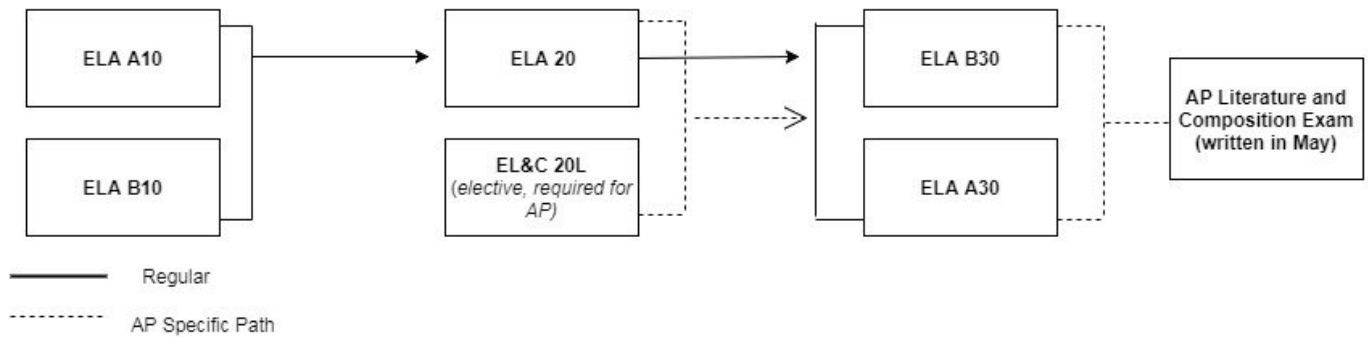 ELA A10
ELA 20
ELA B30
AP Literature and
Composition Exam
(written in May)
ELA B10
EL&C 20L
(elective, required for
AP)
ELA A30
Regular
AP Specific Path